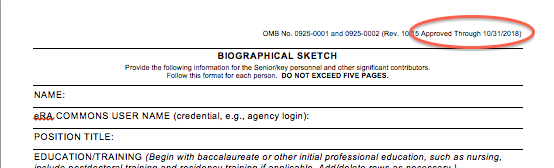 OMB No. 0925-0001 and 0925-0002 (Rev. 10/15 Approved Through 10/31/2018)
BIOGRAPHICAL SKETCH
Provide the following information for the Senior/key personnel and other significant contributors.
Follow this format for each person. DO NOT EXCEED FIVE PAGES.
NAME:
eRA COMMONS USER NAME (credential, e.g., agency login):
POSITION TITLE:
EDUCATION/TRAINING (Begin with baccalaureate or other initial professional education, such as nursing,
include postdoctoral training and residency training if applicable. Add/delete rows as necessary.)